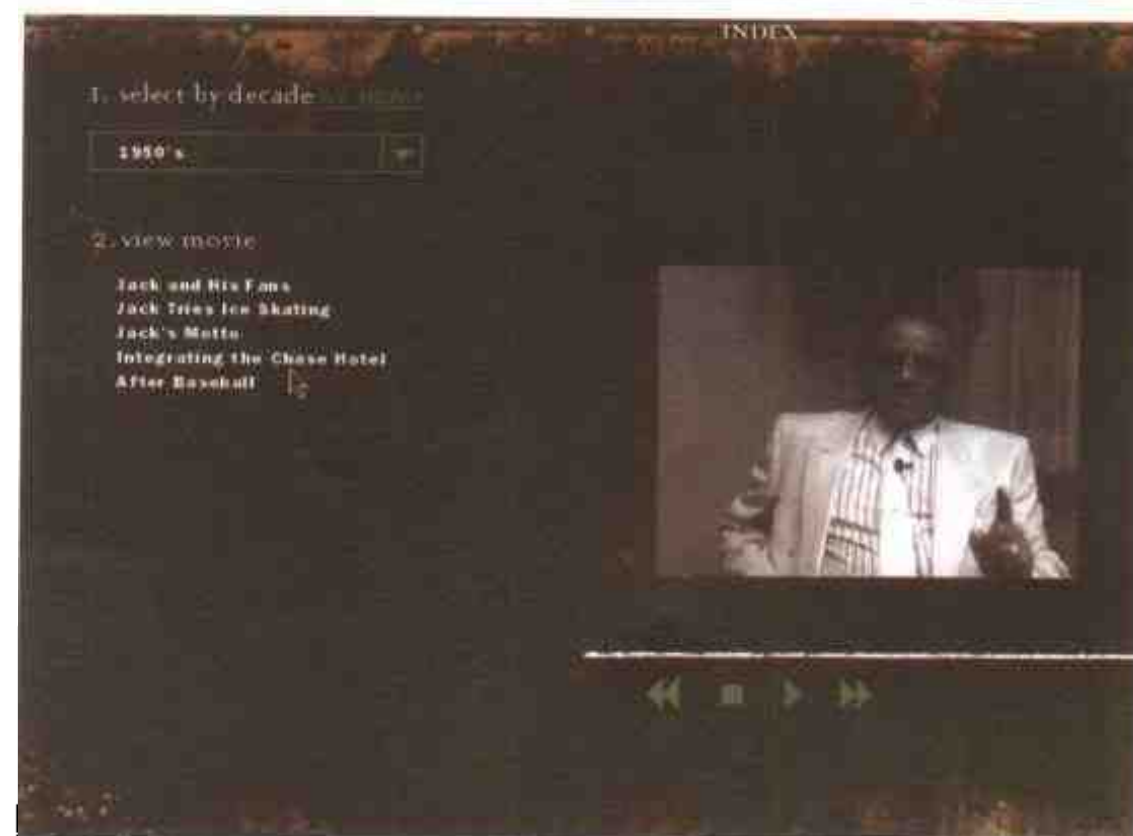 INDEX
1. select by decade
1950's
2. view movie
Jack and His Fans
Jack Tries Ice Skating
Jack's Motto
Integrating the Chase Hotel
After Baseball